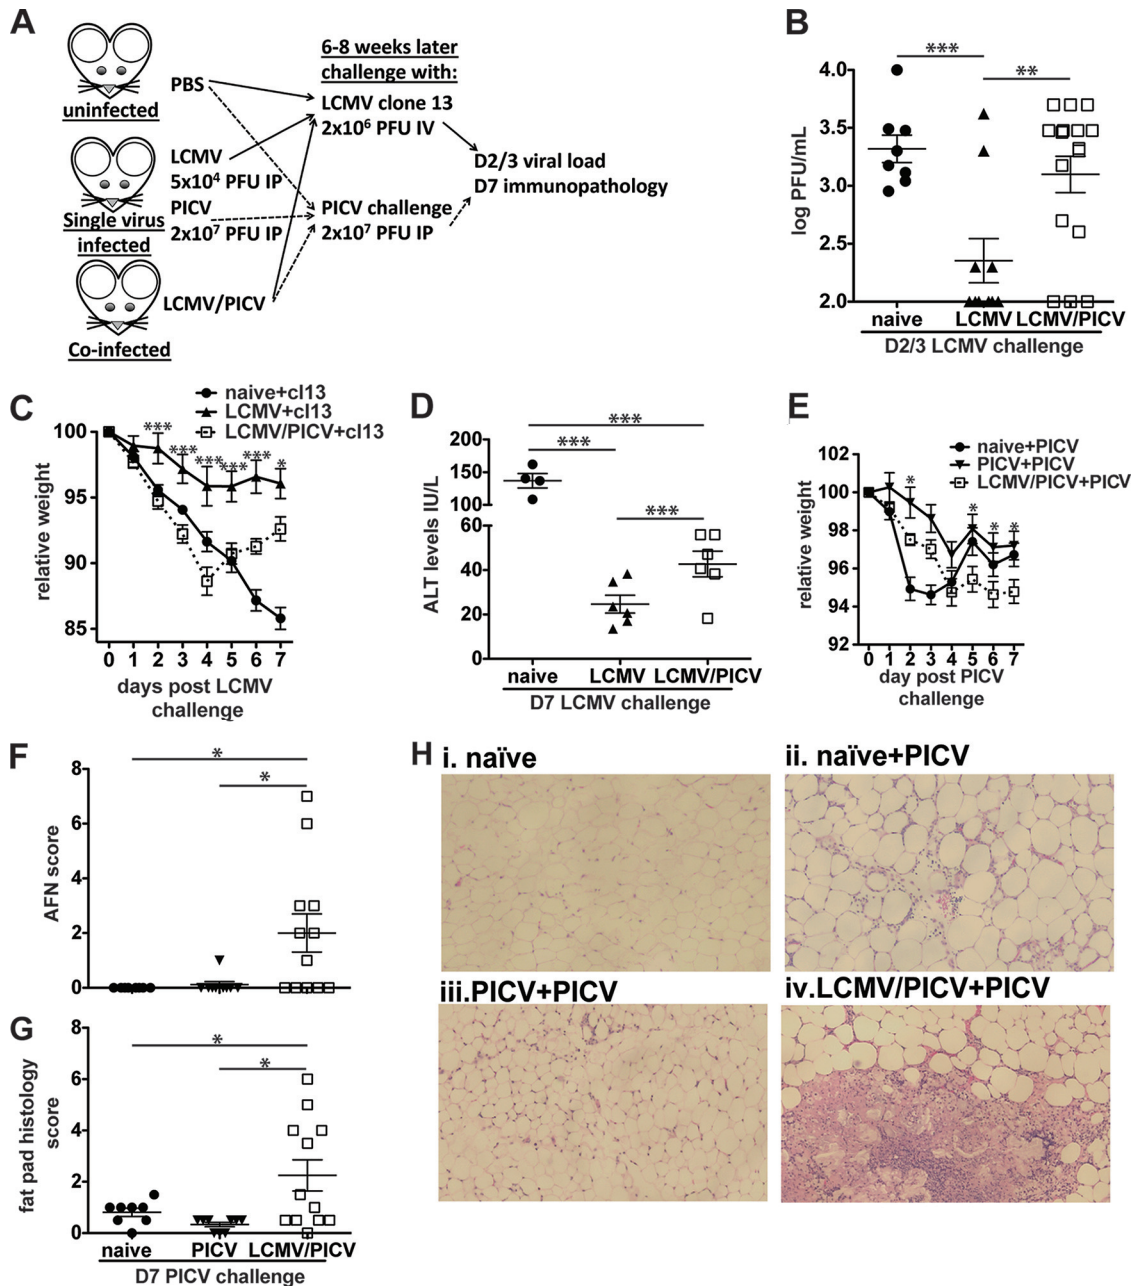 A
uninfected
PBS
LCMV
5x10⁴ PFU IP
Single virus
infected
PICV
2x10⁷ PFU IP
LCMV/PICV
Co-infected
6-8 weeks later
challenge with:
LCMV clone 13
2x10⁶ PFU IV
PICV challenge
2x10⁷ PFU IP
D2/3 viral load
D7 immunopathology
B
***
**
log PFU/mL
4.0
3.5
3.0
2.5
2.0
naive LCMV LCMV/PICV
D2/3 LCMV challenge
C
naive+cl13
LCMV+cl13
LCMV/PICV+cl13
*** *** *** *** *** *
relative weight
100
95
90
85
0 1 2 3 4 5 6 7
days post LCMV
challenge
D
***
***
***
ALT levels IU/L
200
150
100
60
40
20
0
naive LCMV LCMV/PICV
D7 LCMV challenge
E
naive+PICV
PICV+PICV
LCMV/PICV+PICV
* * * *
relative weight
102
100
98
96
94
92
0 1 2 3 4 5 6 7
day post PICV
challenge
F
*
*
AFN score
8
6
4
2
0
G
*
*
fat pad histology
score
8
6
4
2
0
naive PICV LCMV/PICV
D7 PICV challenge
H
i. naïve
ii. naïve+PICV
iii.PICV+PICV
iv.LCMV/PICV+PICV